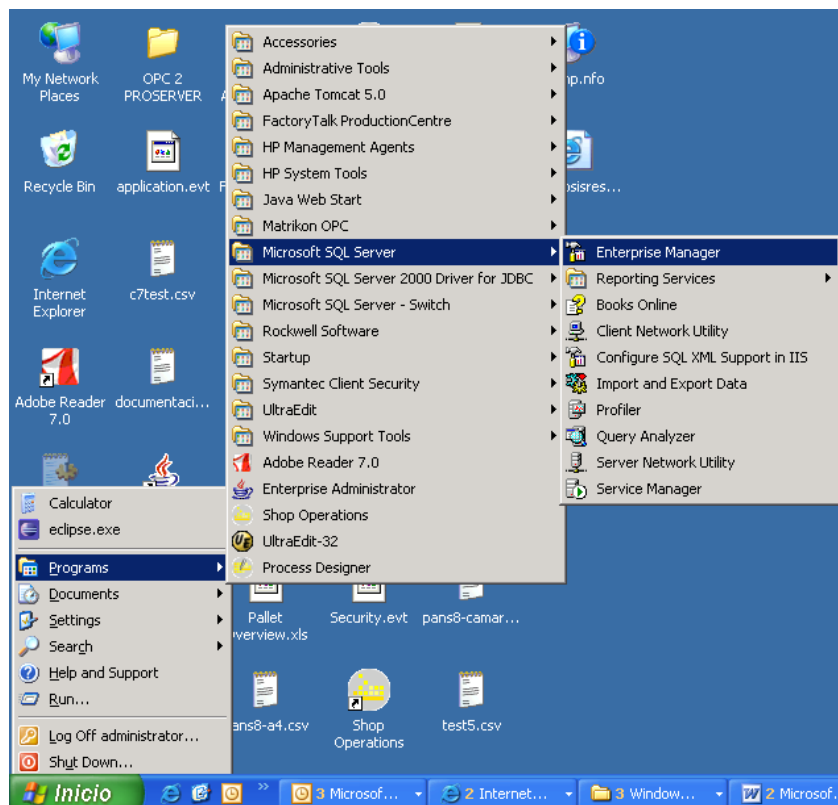 My Network
Places
OPC 2
PROSERVER
Recycle Bin
application.evt
Internet
Explorer
c7test.csv
Adobe Reader
7.0
documentaci...
Accessories
Administrative Tools
Apache Tomcat 5.0
FactoryTalk ProductionCentre
HP Management Agents
HP System Tools
Java Web Start
Matrikon OPC
Microsoft SQL Server
Microsoft SQL Server 2000 Driver for JDBC
Microsoft SQL Server - Switch
Rockwell Software
Startup
Symantec Client Security
UltraEdit
Windows Support Tools
Adobe Reader 7.0
Enterprise Administrator
Shop Operations
UltraEdit-32
Process Designer
Enterprise Manager
Reporting Services
Books Online
Client Network Utility
Configure SQL XML Support in IIS
Import and Export Data
Profiler
Query Analyzer
Server Network Utility
Service Manager
Calculator
eclipse.exe
Programs
Documents
Settings
Search
Help and Support
Run...
Log Off administrator...
Shut Down...
Pallet
verview.xls
Security.evt
pans8-camar...
ans8-a4.csv
Shop
Operations
test5.csv
Inicio
3 Microsof...
2 Internet...
3 Window...
2 Microsof